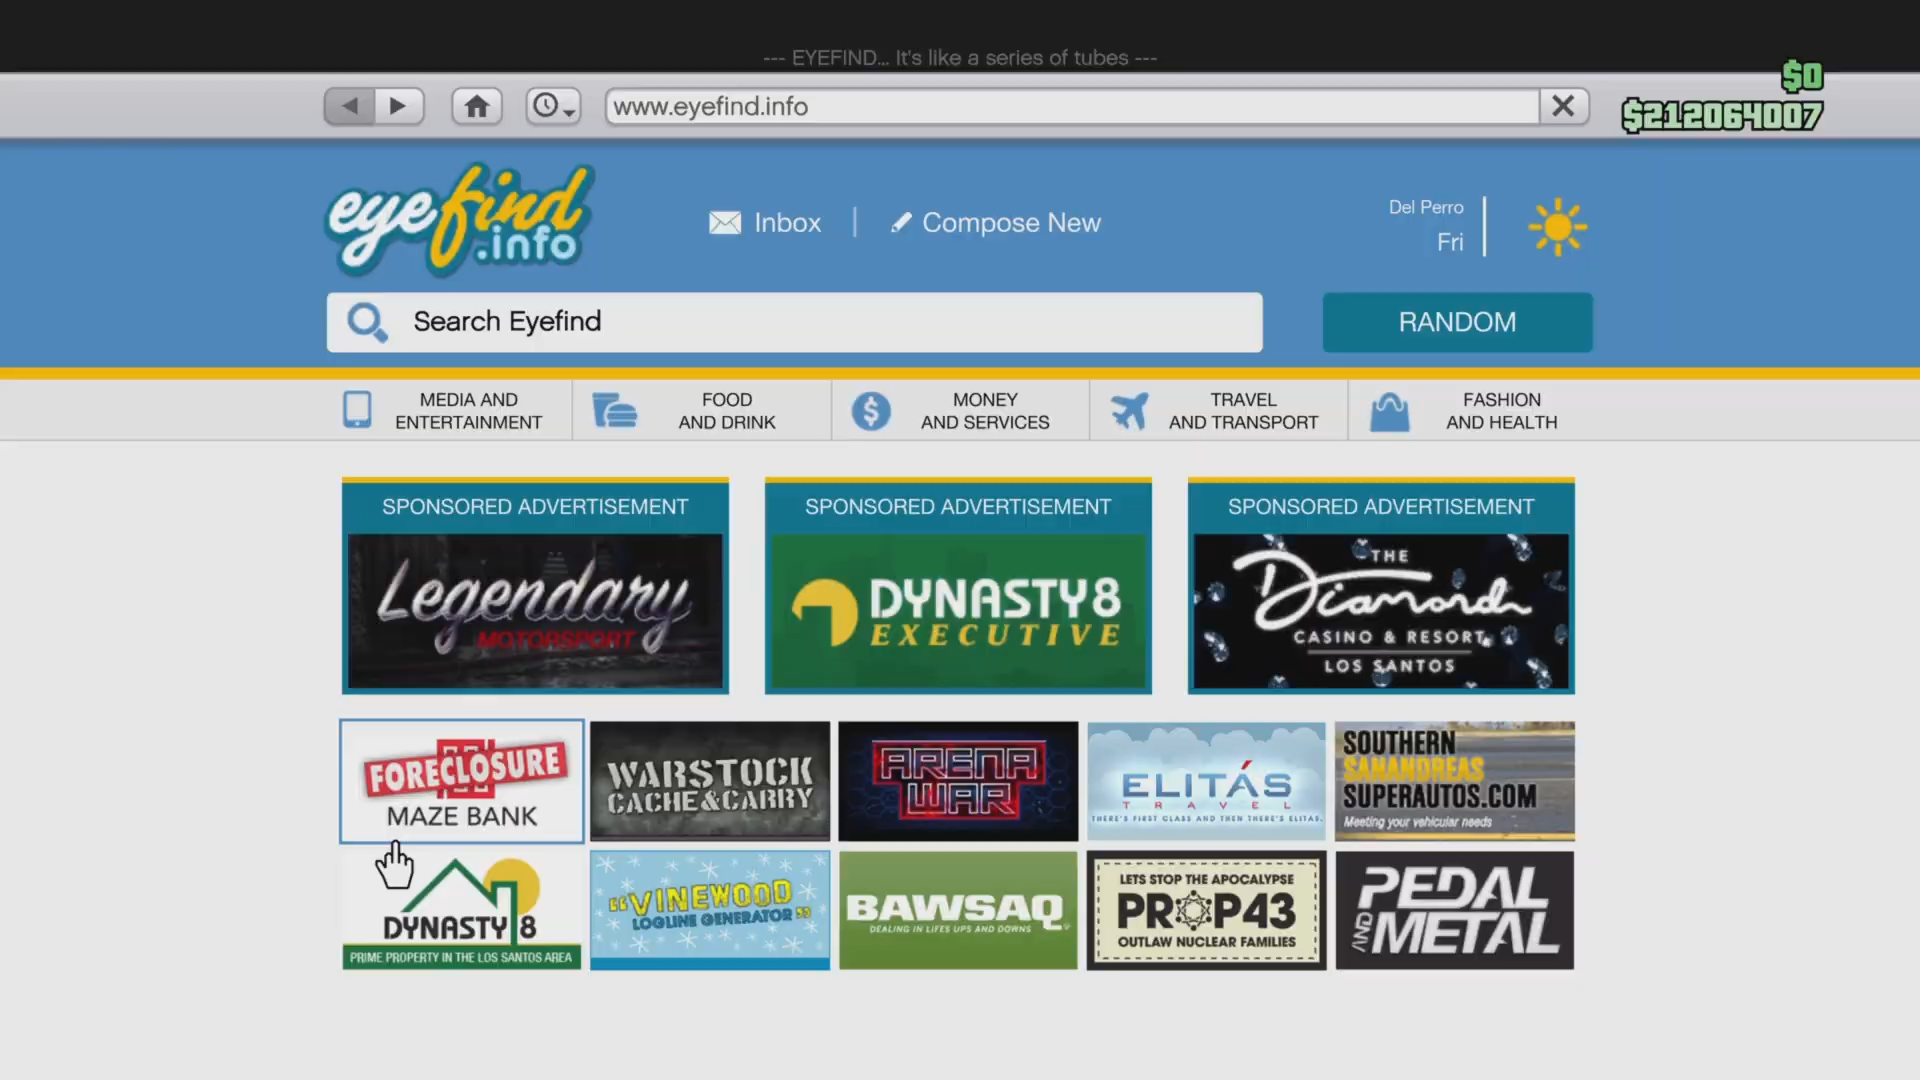 --- EYEFIND... It's like a series of tubes ---
$0
www.eyefind.info
$212064007
eyefind
.info
Inbox
Compose New
Del Perro
Fri
Search Eyefind
RANDOM
MEDIA AND
ENTERTAINMENT
FOOD
AND DRINK
MONEY
AND SERVICES
TRAVEL
AND TRANSPORT
FASHION
AND HEALTH
SPONSORED ADVERTISEMENT
Legendary
MOTORSPORT
SPONSORED ADVERTISEMENT
DYNASTY 8
EXECUTIVE
SPONSORED ADVERTISEMENT
THE
Diamond
CASINO & RESORT
LOS SANTOS
FORECLOSURE
MAZE BANK
WARSTOCK
CACHE&CARRY
ARENA
WAR
ELITÁS
TRAVEL
THERE'S FIRST CLASS AND THEN THERE'S ELITAS.
SOUTHERN
SANANDREAS
SUPERAUTOS.COM
Meeting your vehicular needs
DYNASTY 8
PRIME PROPERTY IN THE LOS SANTOS AREA
"VINEWOOD
LOGLINE GENERATOR"
BAWSAQ
DEALING IN LIFES UPS AND DOWNS
LETS STOP THE APOCALYPSE
PROP43
OUTLAW NUCLEAR FAMILIES
PEDAL
AND METAL